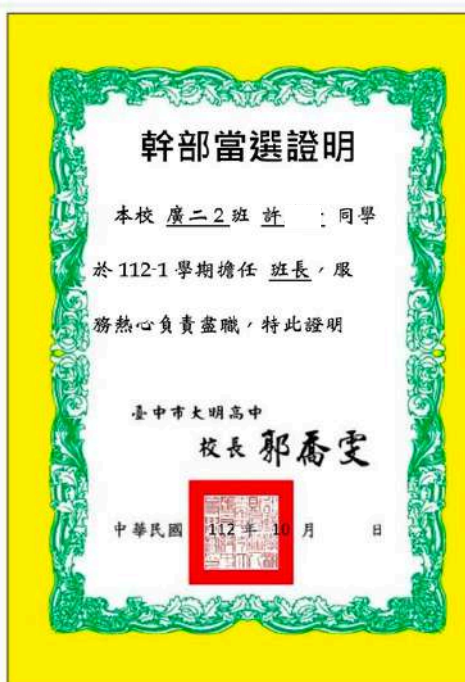 幹部當選證明
本校 廣二2班 許 同學
於 112-1 學期擔任 班長，服
務熱心負責盡職，特此證明
臺中市大明高中
校長 郭喬雯
中華民國 112 年 10 月 日